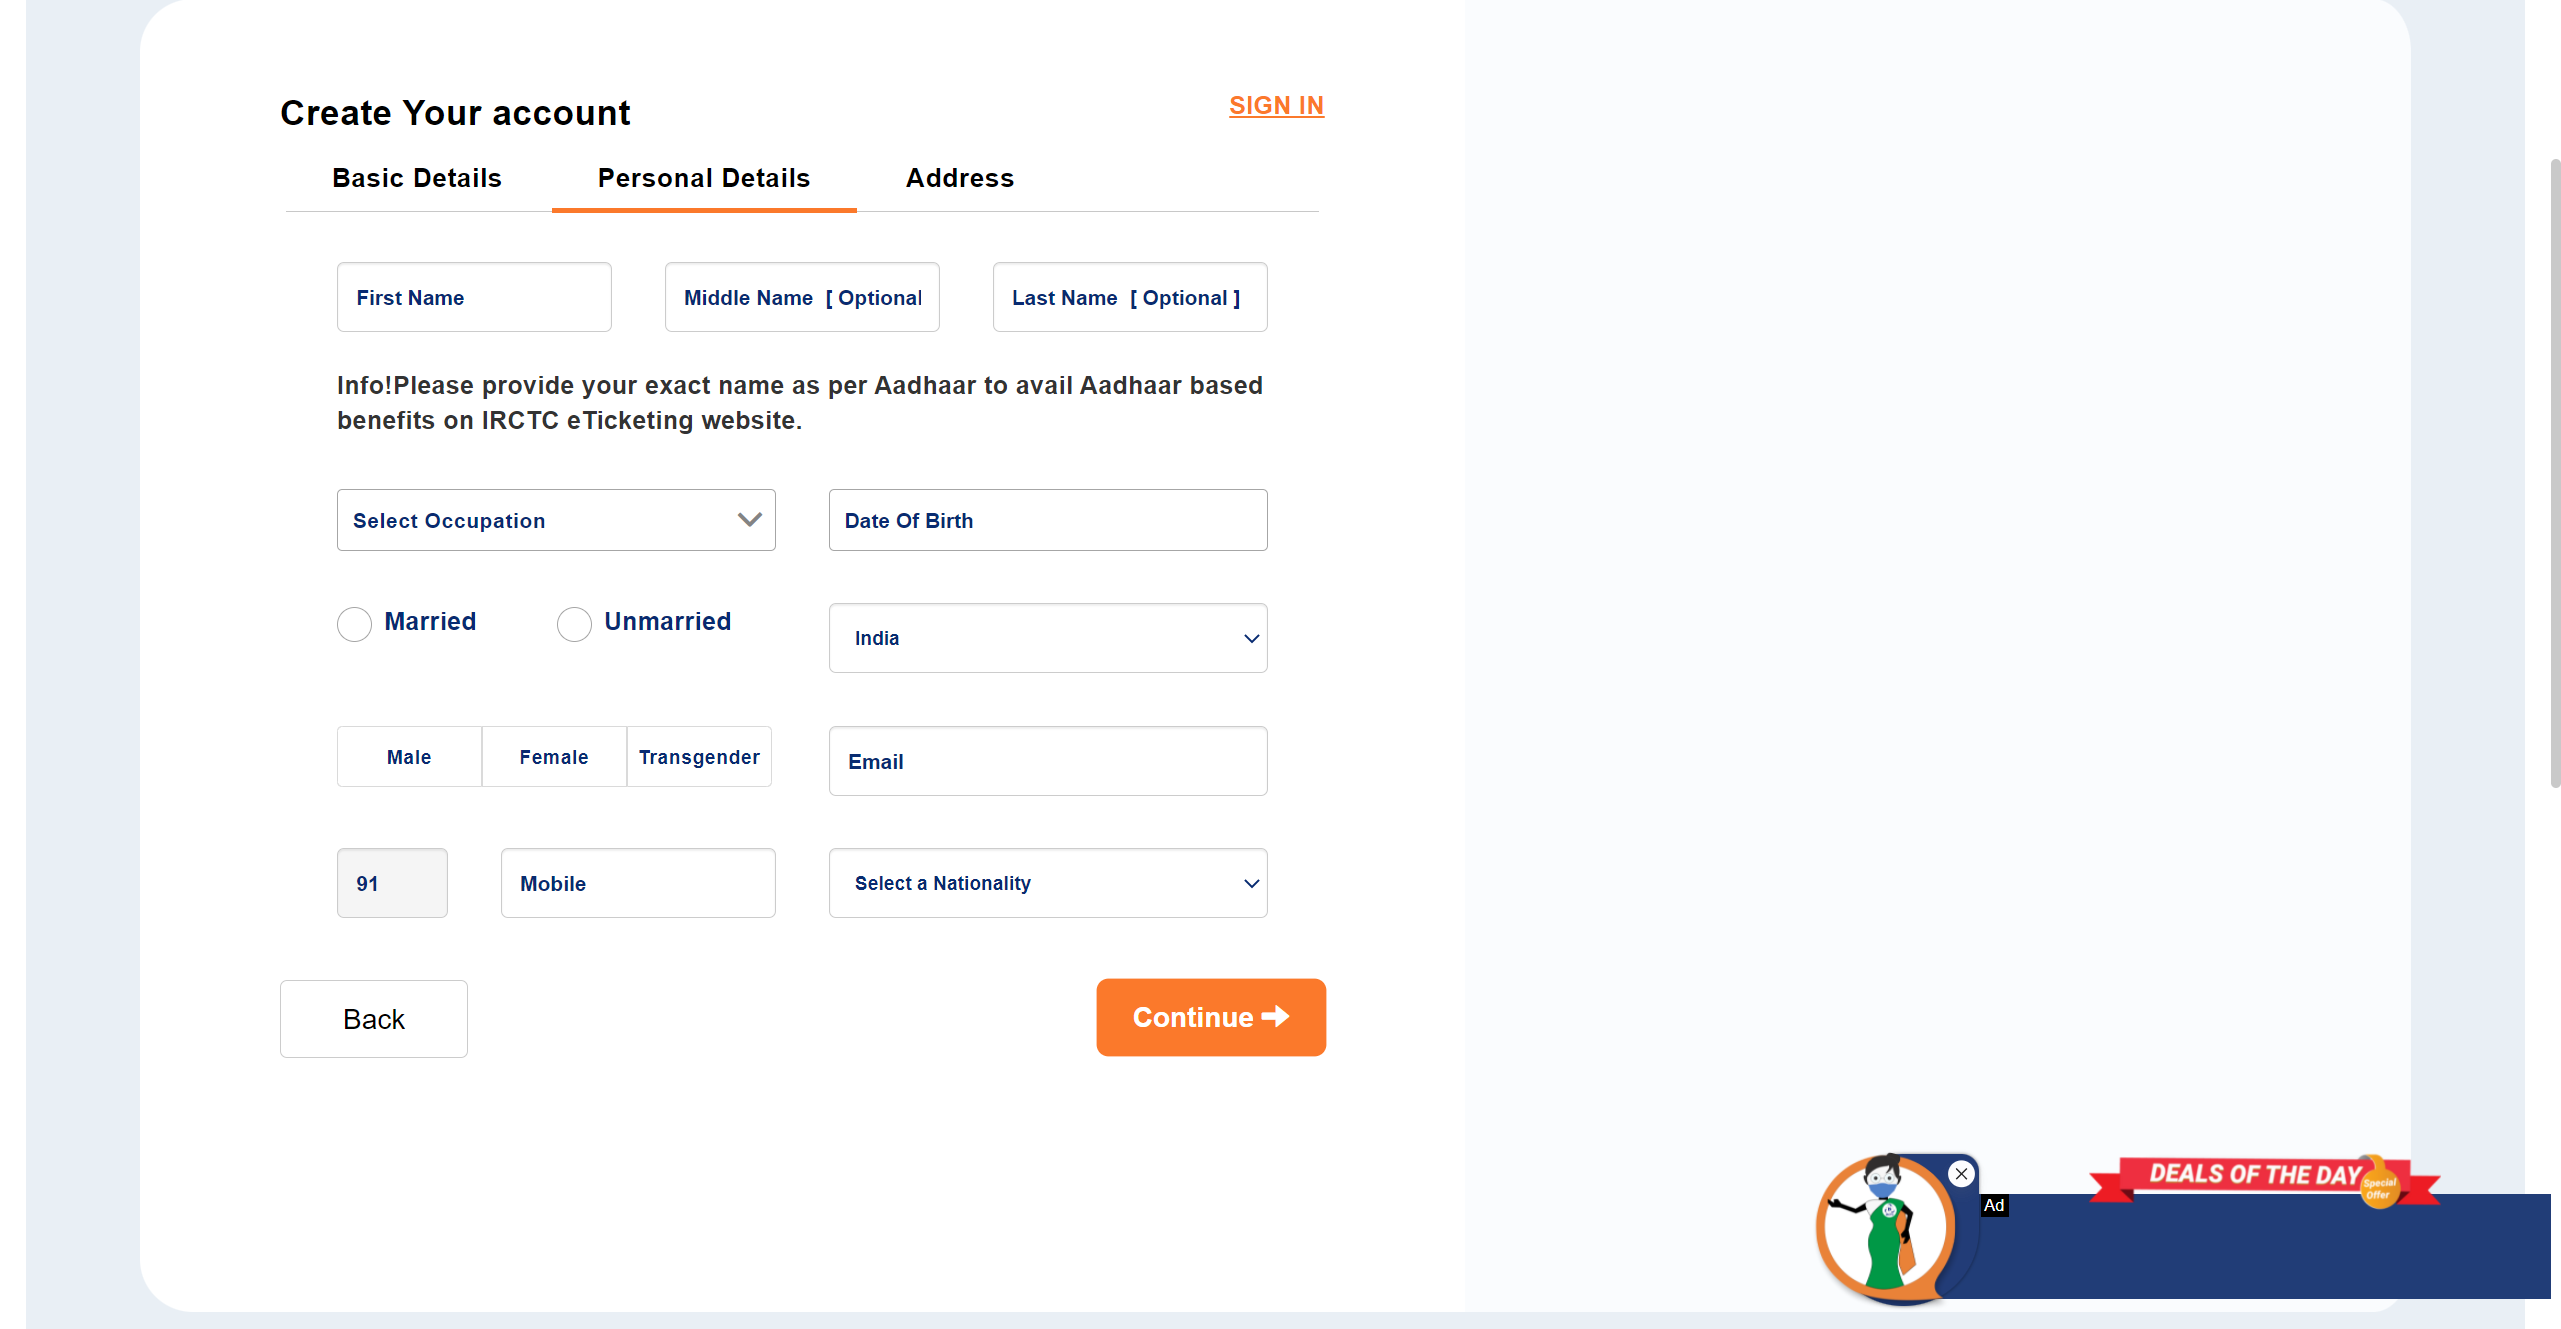 Create Your account
SIGN IN
Basic Details
Personal Details
Address
First Name
Middle Name [ Optional
Last Name [ Optional ]
Info!Please provide your exact name as per Aadhaar to avail Aadhaar based
benefits on IRCTC eTicketing website.
Select Occupation
Date Of Birth
Married
Unmarried
India
Male
Female
Transgender
Email
91
Mobile
Select a Nationality
Back
Continue
DEALS OF THE DAY
Special
Offer
Ad